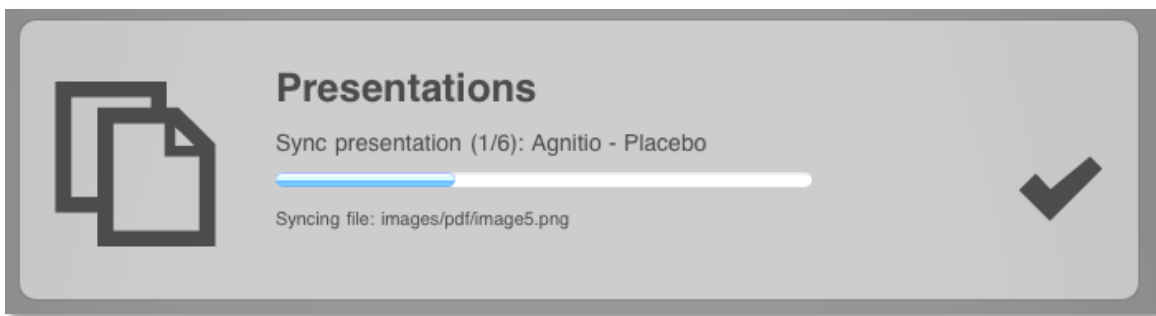 Presentations
Sync presentation (1/6): Agnitio - Placebo
Syncing file: images/pdf/image5.png